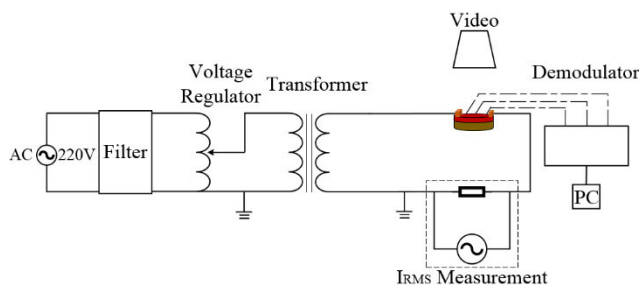 Video
Voltage
Regulator
Transformer
Demodulator
AC
220V
Filter
PC
IRMS Measurement